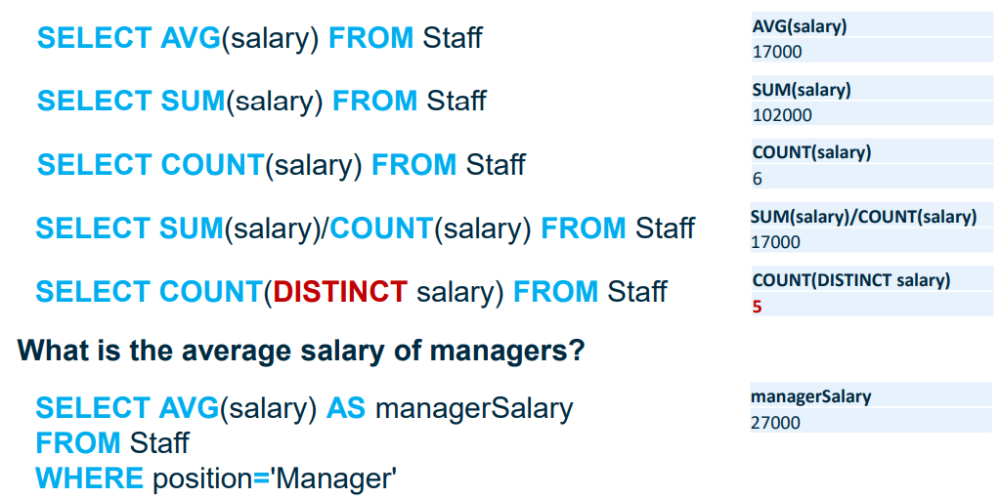 SELECT AVG(salary) FROM Staff
AVG(salary)
17000
SELECT SUM(salary) FROM Staff
SUM(salary)
102000
SELECT COUNT(salary) FROM Staff
COUNT(salary)
6
SELECT SUM(salary)/COUNT(salary) FROM Staff
SUM(salary)/COUNT(salary)
17000
SELECT COUNT(DISTINCT salary) FROM Staff
COUNT(DISTINCT salary)
5
What is the average salary of managers?
SELECT AVG(salary) AS managerSalary
FROM Staff
WHERE position='Manager'
managerSalary
27000